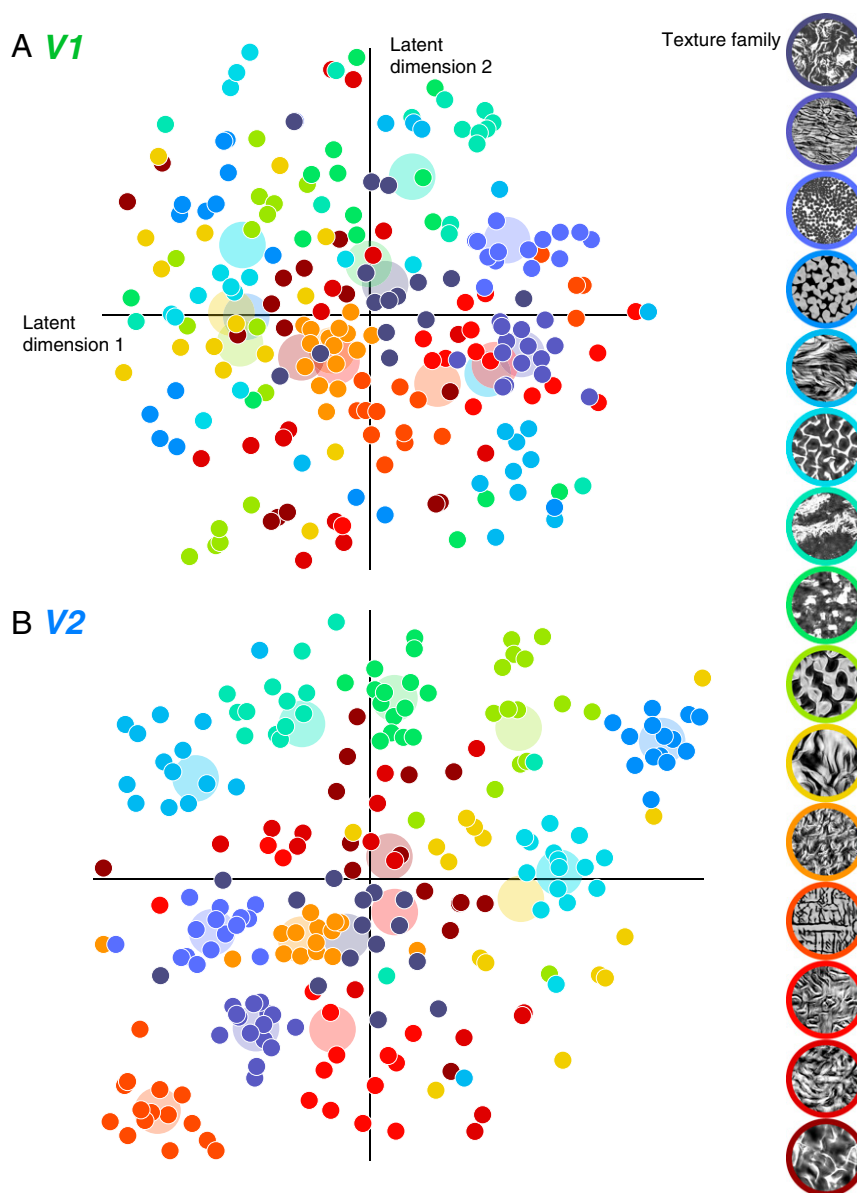 A V1
Latent
dimension 2
Texture family
Latent
dimension 1
B V2